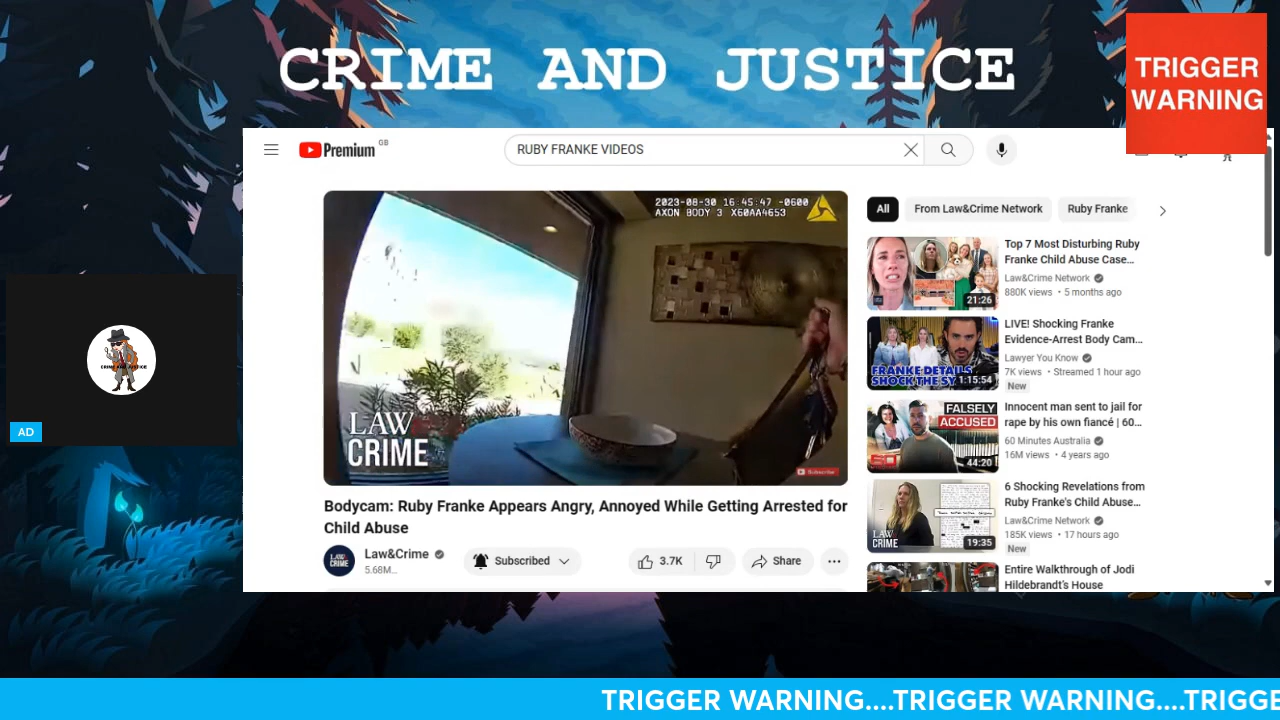 CRIME AND JUSTICE
TRIGGER
WARNING
Premium GB
RUBY FRANKE VIDEOS
2023-08-30 16:45:47 -0600
AXON BODY 3 X60AA4653
LAW
CRIME
Subscribe
Bodycam: Ruby Franke Appears Angry, Annoyed While Getting Arrested for
Child Abuse
Law&Crime
5.68M...
Subscribed
3.7K
Share
All
From Law&Crime Network
Ruby Franke
Top 7 Most Disturbing Ruby
Franke Child Abuse Case...
Law&Crime Network
880K views • 5 months ago
21:26
LIVE! Shocking Franke
Evidence-Arrest Body Cam...
Lawyer You Know
7K views • Streamed 1 hour ago
New
FRANKE DETAILS
SHOCK THE SY
1:15:54
Innocent man sent to jail for
rape by his own fiancé | 60...
60 Minutes Australia
16M views • 4 years ago
FALSELY
ACCUSED
44:20
6 Shocking Revelations from
Ruby Franke's Child Abuse...
Law&Crime Network
185K views • 17 hours ago
New
LAW
CRIME
19:35
Entire Walkthrough of Jodi
Hildebrandt's House
CRIME AND JUSTICE
AD
TRIGGER WARNING....TRIGGER WARNING....TRIGGE